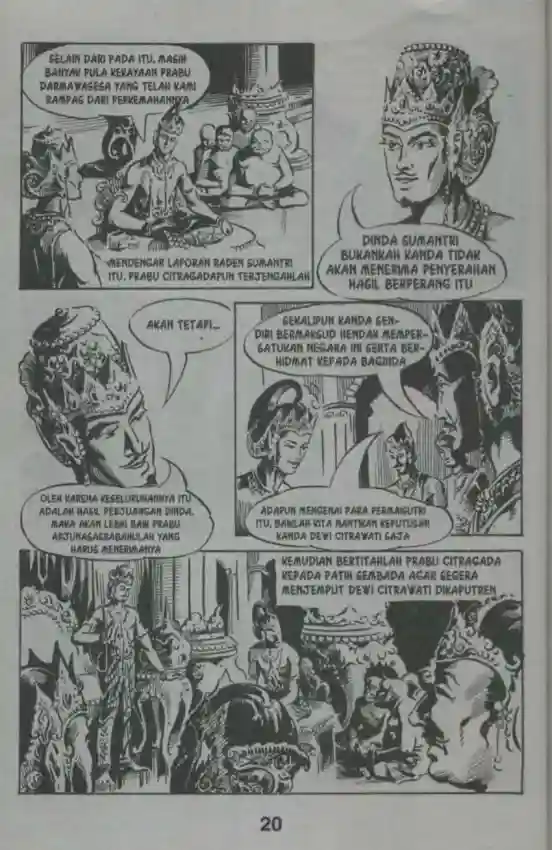 SELAIN DARI PADA ITU, MASIH
BANYAK PULA KEKAYAAN PRABU
DARMAWASESA YANG TELAH KAMI
RAMPAS DARI PERKEMAHANNYA
MENDENGAR LAPORAN RADEN SUMANTRI
ITU, PRABU CITRAGADAPUN TERJENGAHLAH
DINDA SUMANTRI
BUKANKAH KANDA TIDAK
AKAN MENERIMA PENYERAHAN
HASIL BERPERANG ITU
AKAN TETAPI...
OLEH KARENA KESELURUHANNYA ITU
ADALAH HASIL PERJUANGAN DINDA,
MAKA AKAN LEBIH BAIK PRABU
ARJUNASASRABAHULAH YANG
HARUS MENERIMANYA
SEKALIPUN KANDA SEN-
DIRI BERMAKSUD HENDAK MEMPER-
SATUKAN NEGARA INI SERTA BER-
HIDMAT KEPADA BAGINDA
ADAPUN MENGENAI PARA PERMAISUTRI
ITU, BAIKLAH KITA NANTIKAN KEPUTUSAN
KANDA DEWI CITRAWATI SAJA
KEMUDIAN BERTITAHLAH PRABU CITRAGADA
KEPADA PATIH GEMBADA AGAR SEGERA
MENJEMPUT DEWI CITRAWATI DIKAPUTREN
20